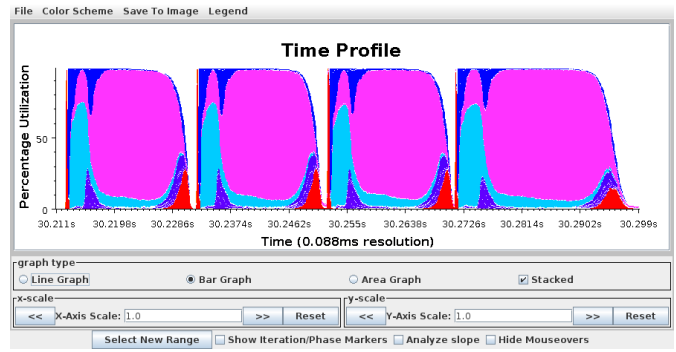 File Color Scheme Save To Image Legend
Time Profile
Percentage Utilization
50
0
30.211s 30.2198s 30.2286s 30.2374s 30.2462s 30.255s 30.2638s 30.2726s 30.2814s 30.2902s 30.299s
Time (0.088ms resolution)
graph type
Line Graph Bar Graph Area Graph Stacked
x-scale y-scale
<< X-Axis Scale: 1.0 >> Reset << Y-Axis Scale: 1.0 >> Reset
Select New Range Show Iteration/Phase Markers Analyze slope Hide Mouseovers